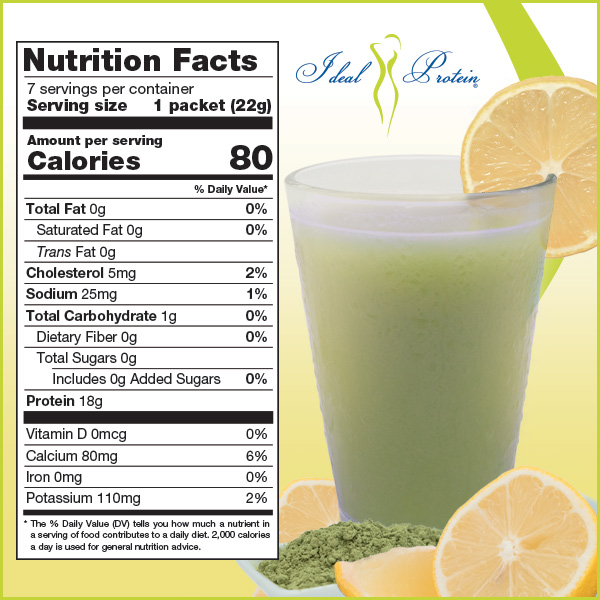 Nutrition Facts
7 servings per container
Serving size 1 packet (22g)
Amount per serving
Calories 80
% Daily Value*
Total Fat 0g 0%
Saturated Fat 0g 0%
Trans Fat 0g
Cholesterol 5mg 2%
Sodium 25mg 1%
Total Carbohydrate 1g 0%
Dietary Fiber 0g 0%
Total Sugars 0g
Includes 0g Added Sugars 0%
Protein 18g
Vitamin D 0mcg 0%
Calcium 80mg 6%
Iron 0mg 0%
Potassium 110mg 2%
* The % Daily Value (DV) tells you how much a nutrient in
a serving of food contributes to a daily diet. 2,000 calories
a day is used for general nutrition advice.
Ideal Protein®